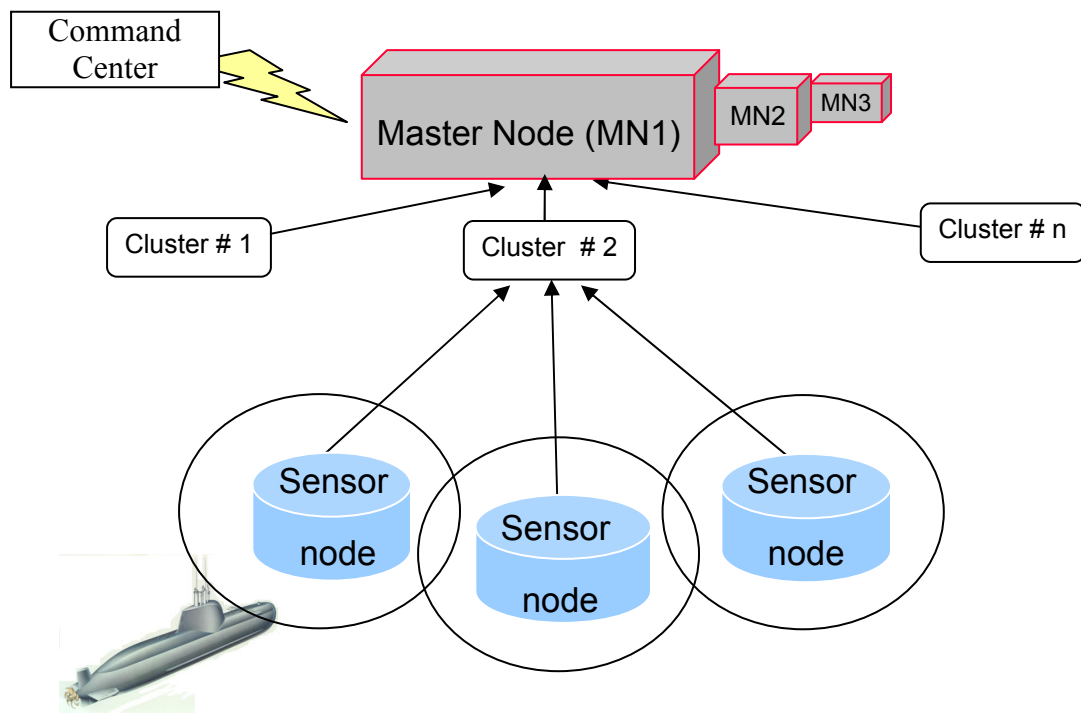 Command
Center
Master Node (MN1)
MN2
MN3
Cluster # 1
Cluster # 2
Cluster # n
Sensor
node
Sensor
node
Sensor
node